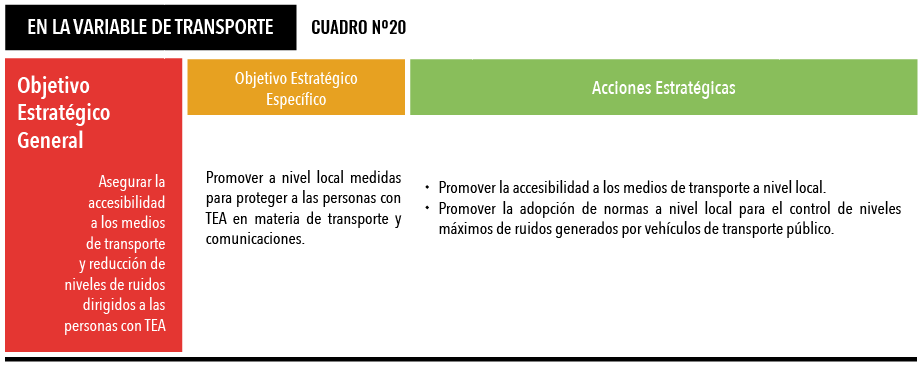 EN LA VARIABLE DE TRANSPORTE
CUADRO Nº20
Objetivo
Estratégico
General
Asegurar la
accesibilidad
a los medios
de transporte
y reducción de
niveles de ruidos
dirigidos a las
personas con TEA
Objetivo Estratégico
Específico
Promover a nivel local medidas
para proteger a las personas con
TEA en materia de transporte y
comunicaciones.
Acciones Estratégicas
• Promover la accesibilidad a los medios de transporte a nivel local.
• Promover la adopción de normas a nivel local para el control de niveles
máximos de ruidos generados por vehículos de transporte público.